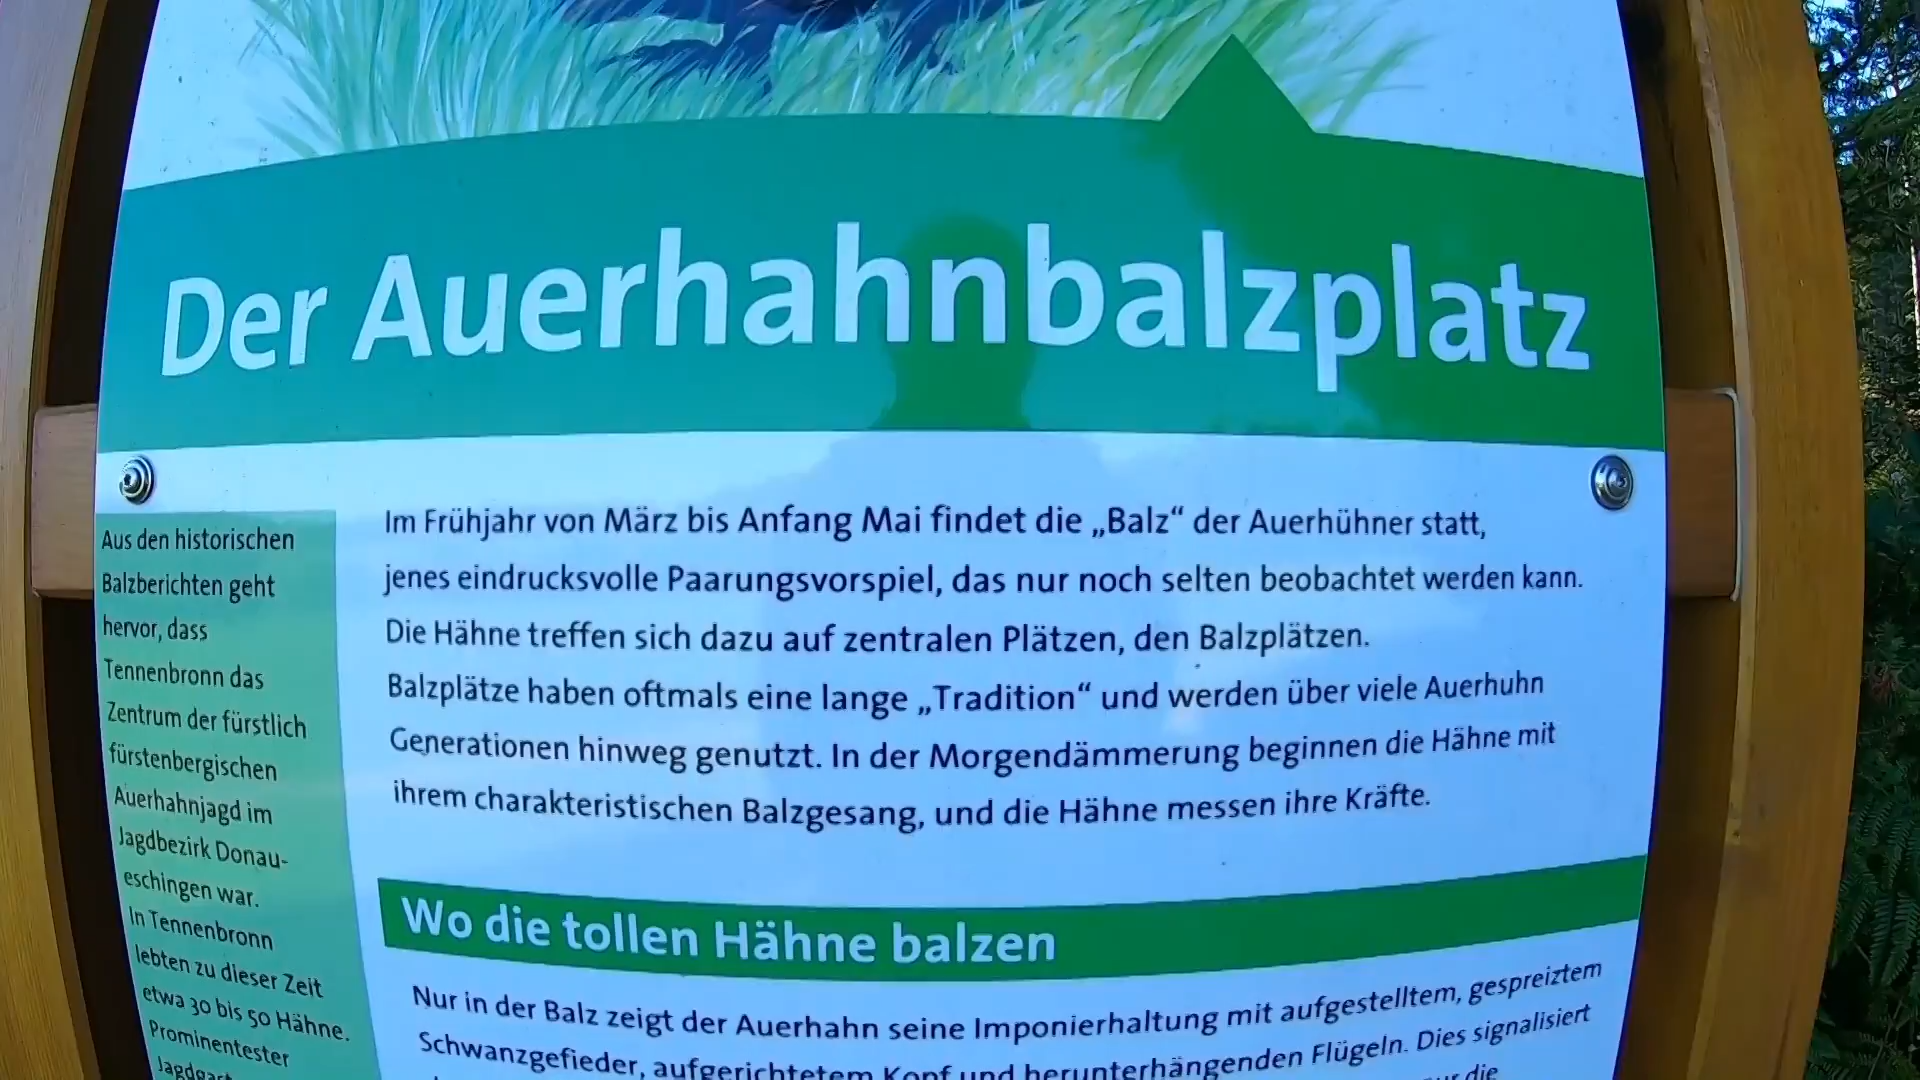 Der Auerhahnbalzplatz
Aus den historischen
Balzberichten geht
hervor, dass
Tennenbronn das
Zentrum der fürstlich
fürstenbergischen
Auerhahnjagd im
Jagdbezirk Donau-
eschingen war.
In Tennenbronn
lebten zu dieser Zeit
etwa 30 bis 50 Hähne.
Prominentester
Im Frühjahr von März bis Anfang Mai findet die „Balz“ der Auerhühner statt,
jenes eindrucksvolle Paarungsvorspiel, das nur noch selten beobachtet werden kann.
Die Hähne treffen sich dazu auf zentralen Plätzen, den Balzplätzen.
Balzplätze haben oftmals eine lange „Tradition“ und werden über viele Auerhuhn
Generationen hinweg genutzt. In der Morgendämmerung beginnen die Hähne mit
ihrem charakteristischen Balzgesang, und die Hähne messen ihre Kräfte.
Wo die tollen Hähne balzen
Nur in der Balz zeigt der Auerhahn seine Imponierhaltung mit aufgestelltem, gespreiztem
Schwanzgefieder, aufgerichtetem Kopf und herunterhängenden Flügeln. Dies signalisiert
die